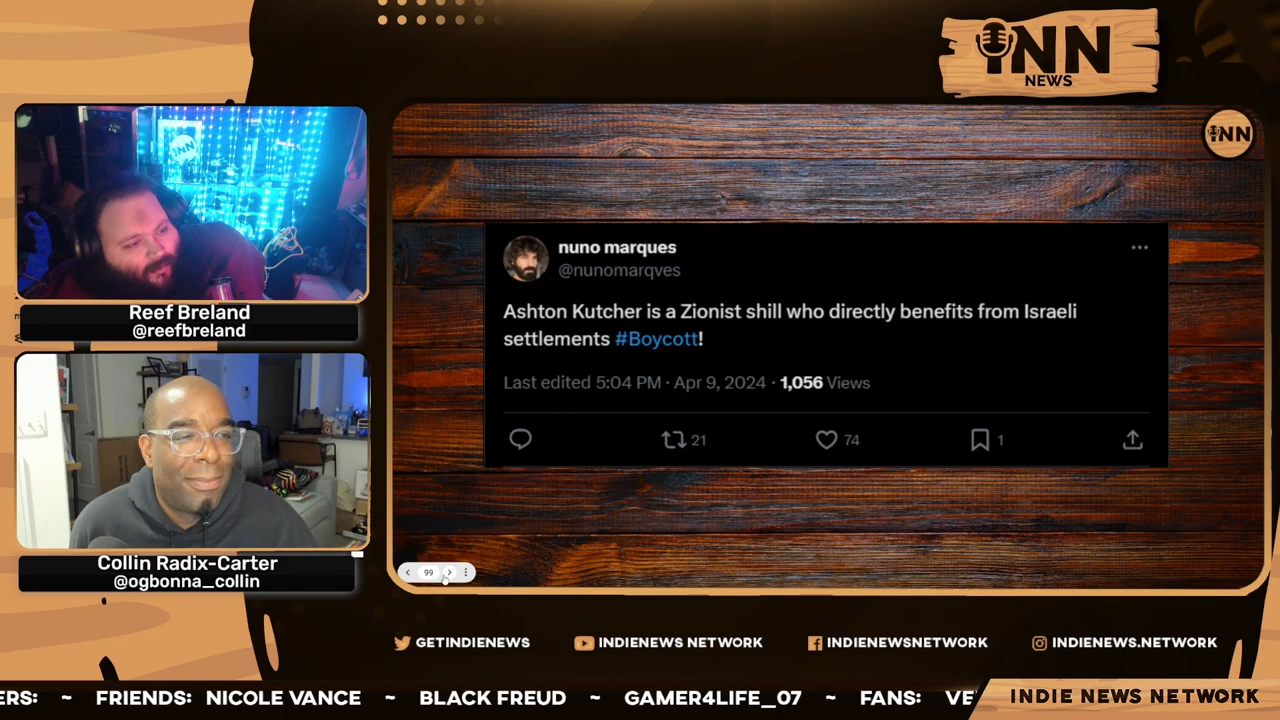 iNN
NEWS
iNN
Reef Breland
@reefbreland
Collin Radix-Carter
@ogbonna_collin
nuno marques
@nunomarqves
Ashton Kutcher is a Zionist shill who directly benefits from Israeli
settlements #Boycott!
Last edited 5:04 PM · Apr 9, 2024 · 1,056 Views
21 74 1
99
GETINDIENEWS INDIENEWS NETWORK INDIENEWSNETWORK INDIENEWS.NETWORK
ERS: ~ FRIENDS: NICOLE VANCE ~ BLACK FREUD ~ GAMER4LIFE_07 ~ FANS: VE
INDIE NEWS NETWORK